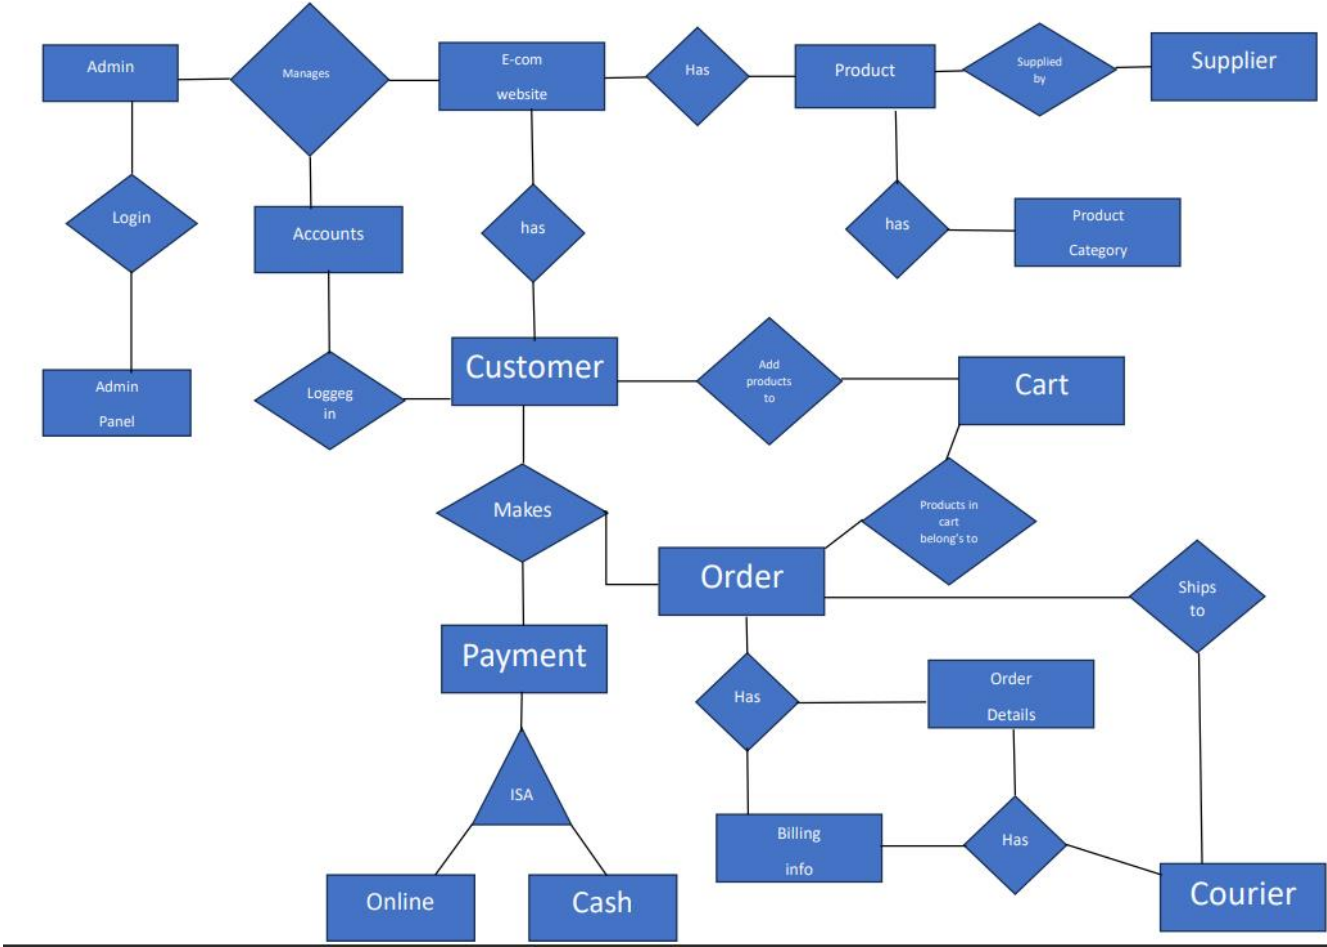 Admin
Manages
E-com
website
Has
Product
Supplied
by
Supplier
Login
Accounts
has
has
Product
Category
Admin
Panel
Loggeg
in
Customer
Add
products
to
Cart
Makes
Products in
cart
belong's to
Order
Ships
to
Payment
Has
Order
Details
ISA
Billing
info
Has
Online
Cash
Courier